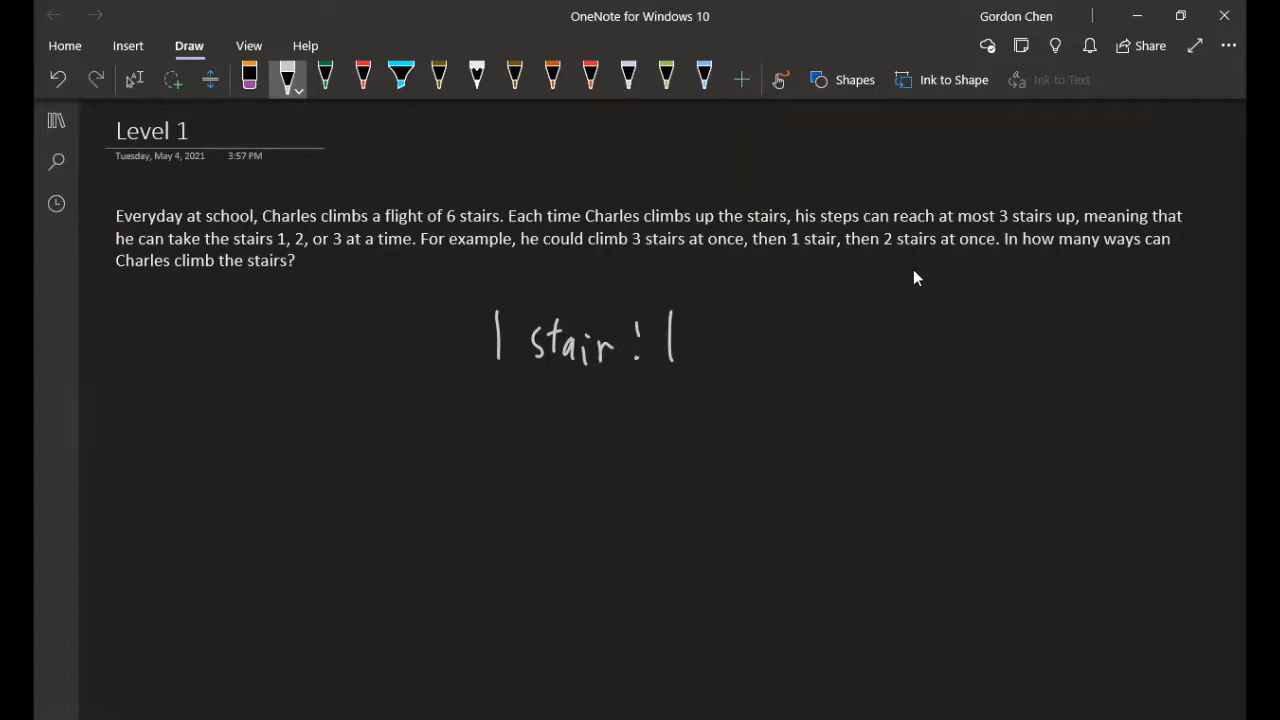 OneNote for Windows 10
Gordon Chen
Home Insert Draw View Help
Share
Shapes Ink to Shape Ink to Text
Level 1
Tuesday, May 4, 2021 3:57 PM
Everyday at school, Charles climbs a flight of 6 stairs. Each time Charles climbs up the stairs, his steps can reach at most 3 stairs up, meaning that
he can take the stairs 1, 2, or 3 at a time. For example, he could climb 3 stairs at once, then 1 stair, then 2 stairs at once. In how many ways can
Charles climb the stairs?
1 stair: 1